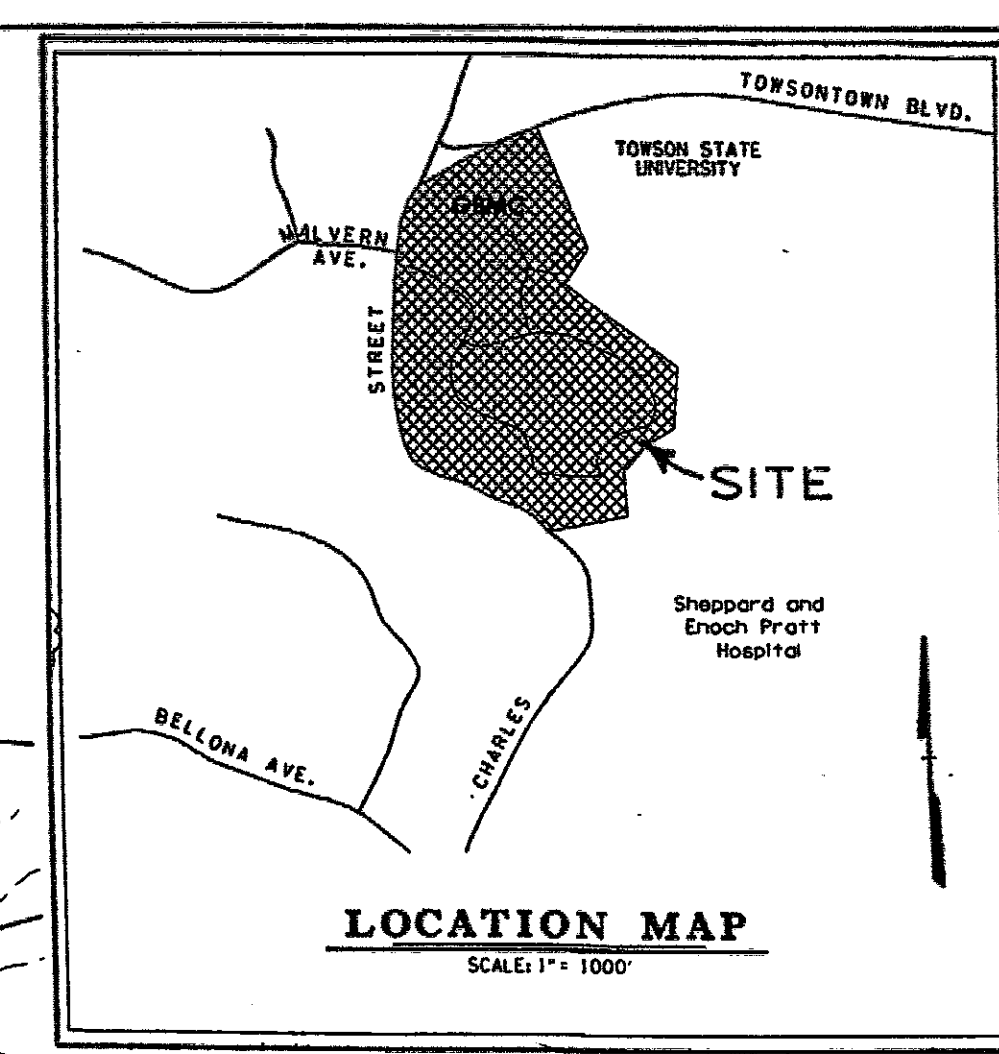 TOWSONTOWN BLVD.
TOWSON STATE
UNIVERSITY
GBMC
MALVERN
AVE.
STREET
SITE
Sheppard and
Enoch Pratt
Hospital
BELLONA AVE.
CHARLES
LOCATION MAP
SCALE: 1" = 1000'